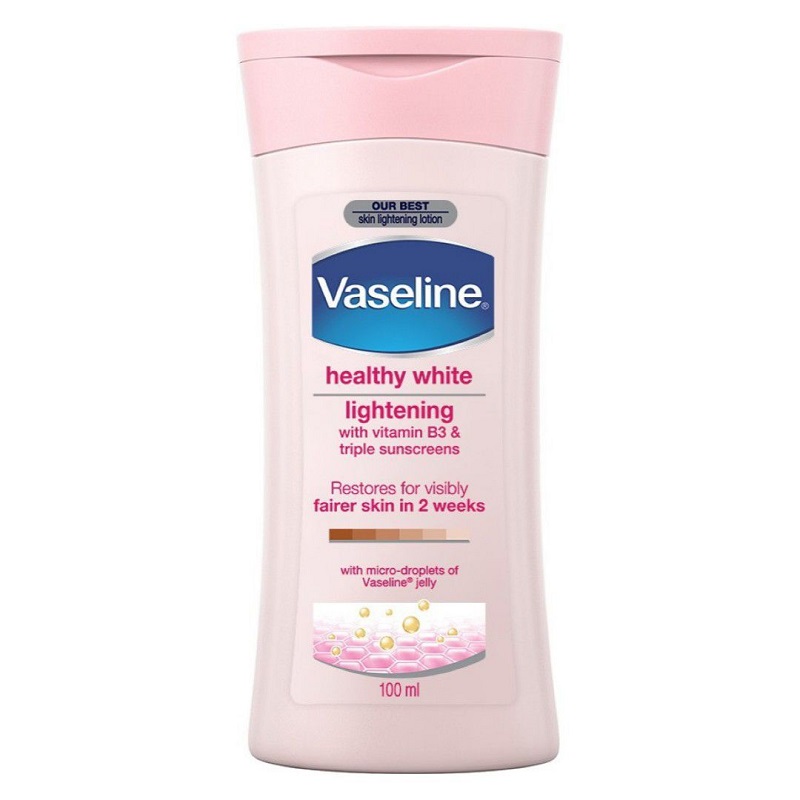 OUR BEST
skin lightening lotion
Vaseline®
healthy white
lightening
with vitamin B3 &
triple sunscreens
Restores for visibly
fairer skin in 2 weeks
with micro-droplets of
Vaseline® jelly
100 ml